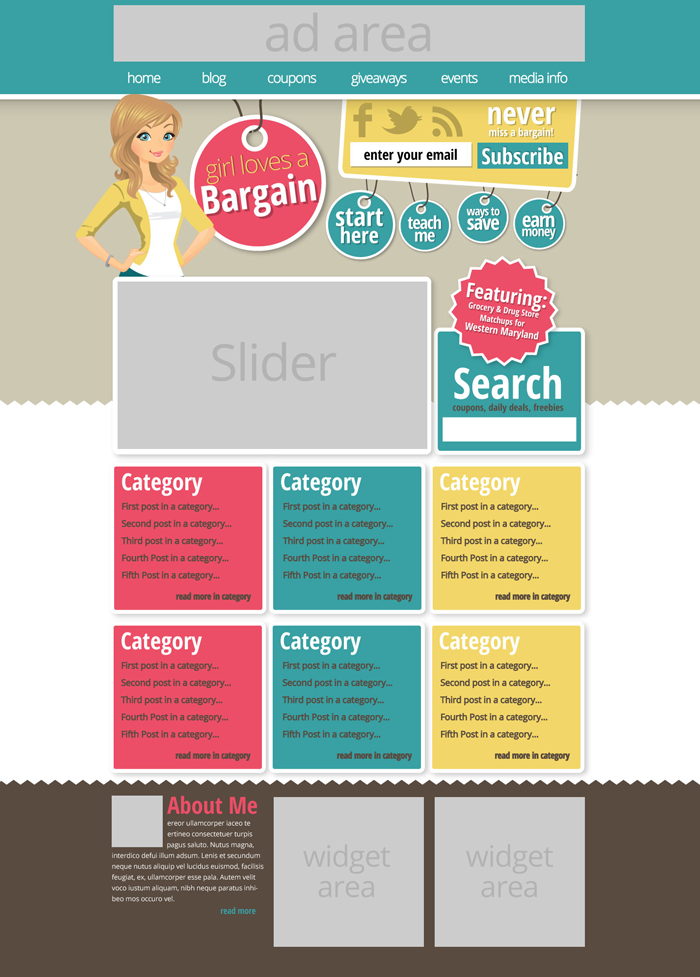 ad area
home blog coupons giveaways events media info
girl loves a
Bargain
never
miss a bargain!
enter your email Subscribe
start
here
teach
me
ways to
save
earn
money
Slider
Featuring:
Grocery & Drug Store
Matchups for
Western Maryland
Search
coupons, daily deals, freebies
Category
First post in a category...
Second post in a category...
Third post in a category...
Fourth Post in a category...
Fifth Post in a category...
read more in category
Category
First post in a category...
Second post in a category...
Third post in a category...
Fourth Post in a category...
Fifth Post in a category...
read more in category
Category
First post in a category...
Second post in a category...
Third post in a category...
Fourth Post in a category...
Fifth Post in a category...
read more in category
Category
First post in a category...
Second post in a category...
Third post in a category...
Fourth Post in a category...
Fifth Post in a category...
read more in category
Category
First post in a category...
Second post in a category...
Third post in a category...
Fourth Post in a category...
Fifth Post in a category...
read more in category
Category
First post in a category...
Second post in a category...
Third post in a category...
Fourth Post in a category...
Fifth Post in a category...
read more in category
About Me
ereor ullamcorper iaceo te
ertineo consectetuer turpis
pagus saluto. Nutus magna,
interdico defui illum adsum. Lenis et secundum
neque nutus aliquip vel lucidus euismod, facilisis
feugiat, ex, ullamcorper esse pala. Autem velit
voco iustum aliquam, nibh neque paratus inhi-
beo mos occuro vel.
read more
widget
area
widget
area